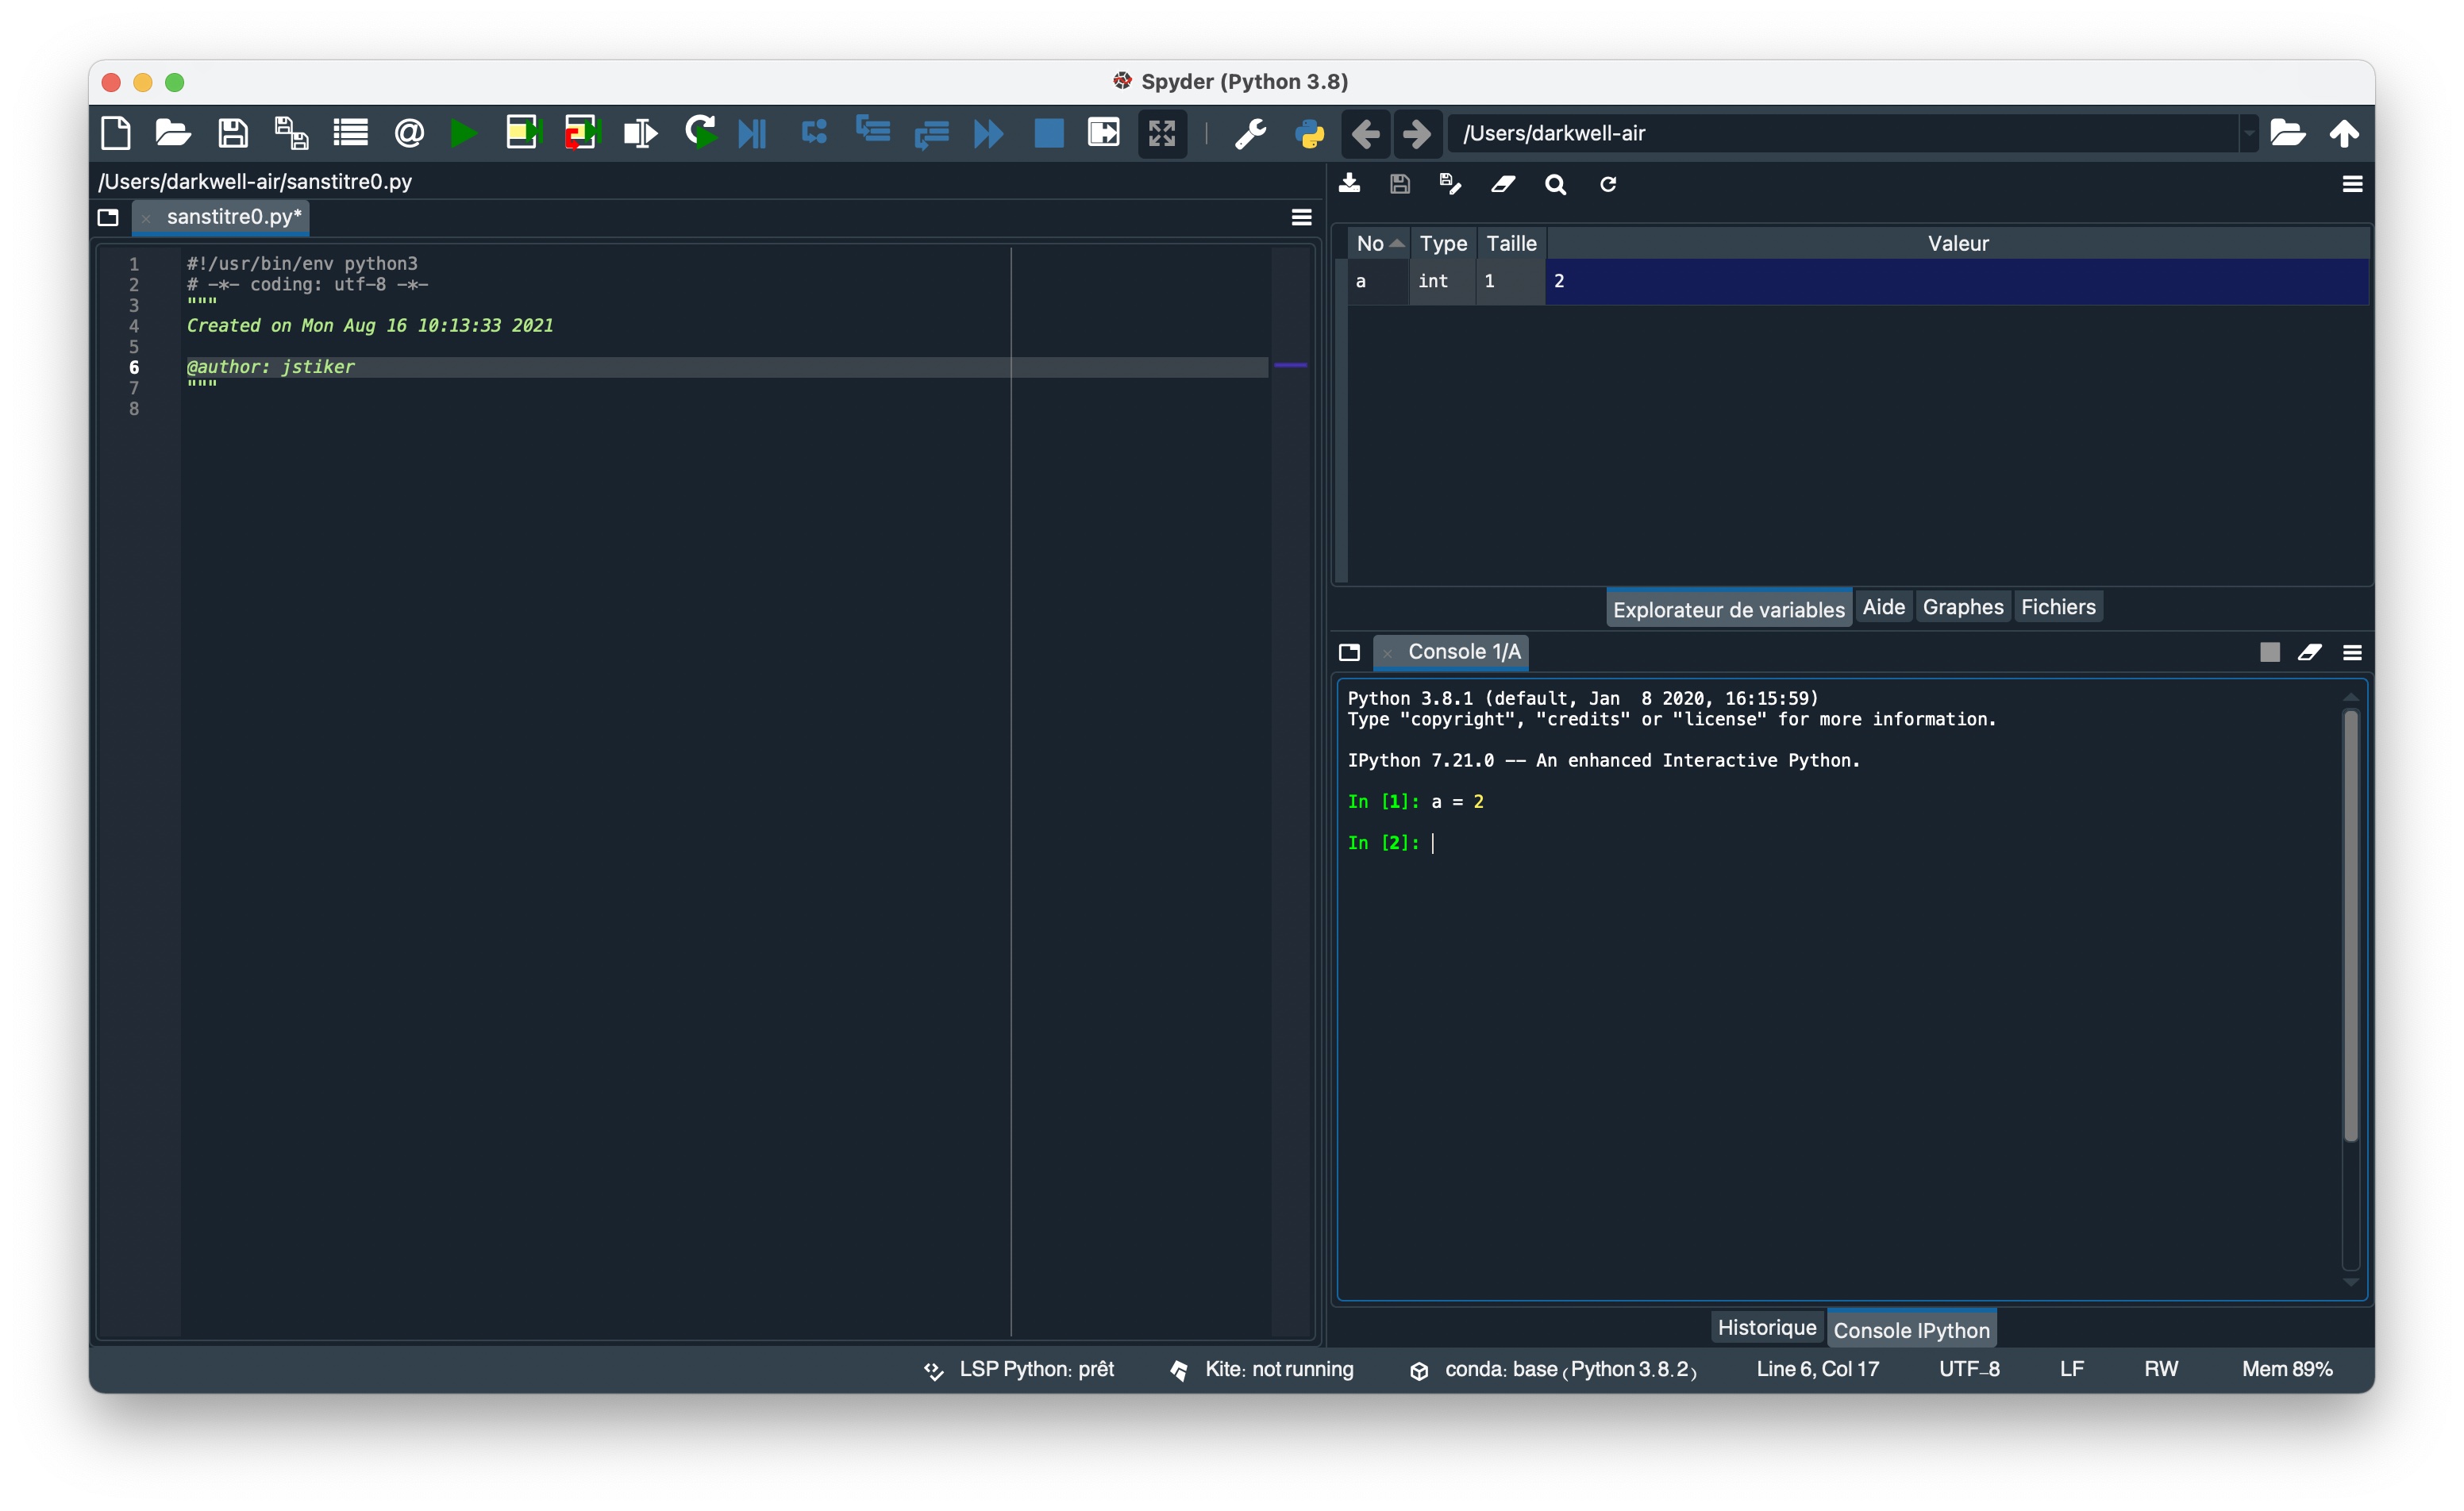 Spyder (Python 3.8)
/Users/darkwell-air
/Users/darkwell-air/sanstitre0.py
sanstitre0.py*
1 #!/usr/bin/env python3
2 # -*- coding: utf-8 -*-
3 """
4 Created on Mon Aug 16 10:13:33 2021
5
6 @author: jstiker
7 """
8
No Type Taille Valeur
a int 1 2
Explorateur de variables Aide Graphes Fichiers
Console 1/A
Python 3.8.1 (default, Jan  8 2020, 16:15:59)
Type "copyright", "credits" or "license" for more information.
IPython 7.21.0 -- An enhanced Interactive Python.
In [1]: a = 2
In [2]:
Historique Console IPython
LSP Python: prêt Kite: not running conda: base (Python 3.8.2) Line 6, Col 17 UTF-8 LF RW Mem 89%